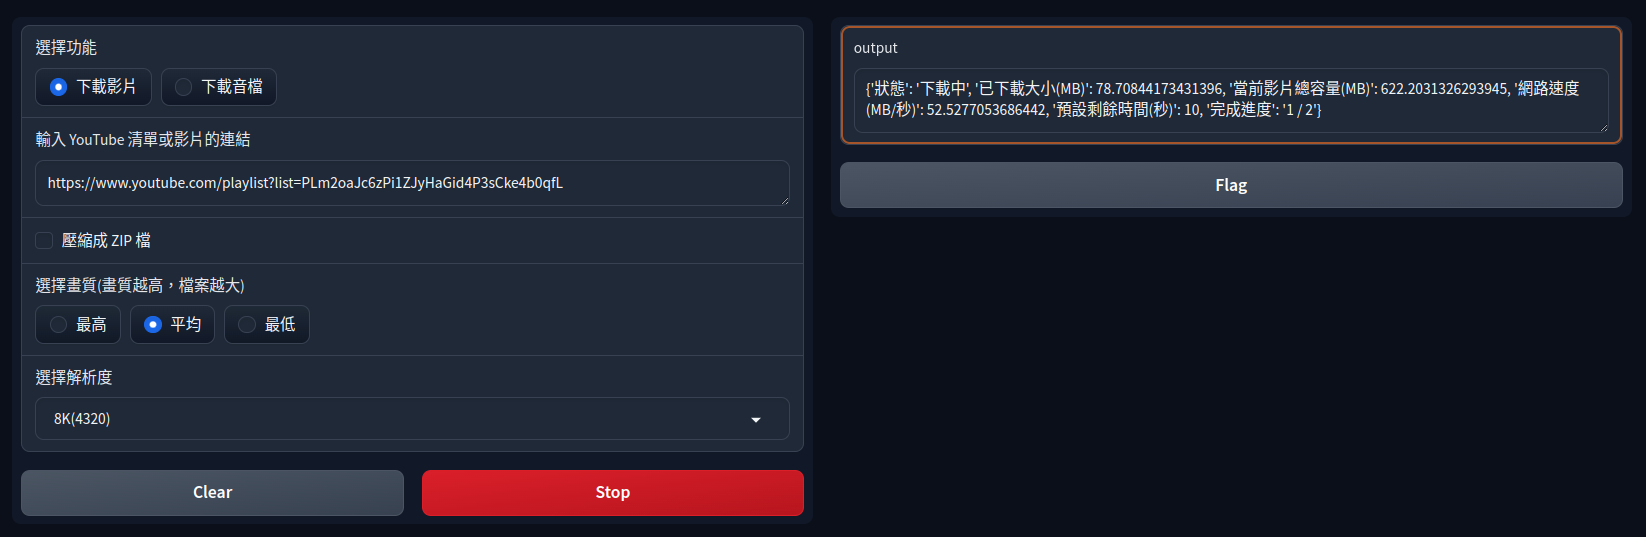 選擇功能
下載影片
下載音檔
輸入 YouTube 清單或影片的連結
https://www.youtube.com/playlist?list=PLm2oaJc6zPi1ZJyHaGid4P3sCke4b0qfL
壓縮成 ZIP 檔
選擇畫質(畫質越高，檔案越大)
最高
平均
最低
選擇解析度
8K(4320)
Clear
Stop
output
{'狀態': '下載中', '已下載大小(MB)': 78.70844173431396, '當前影片總容量(MB)': 622.2031326293945, '網路速度
(MB/秒)': 52.5277053686442, '預設剩餘時間(秒)': 10, '完成進度': '1 / 2'}
Flag